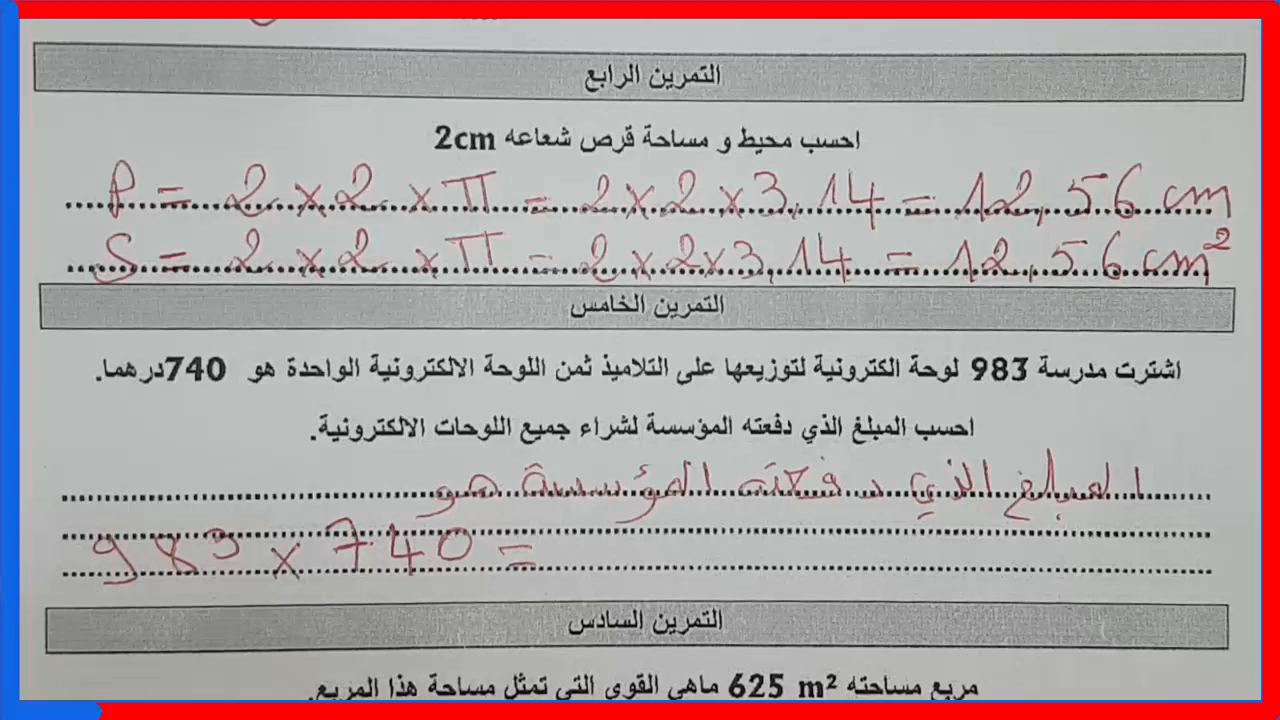 التمرين الرابع
احسب محيط و مساحة قرص شعاعه 2cm
P = 2 × 2 × π = 2 × 2 × 3,14 = 12,56 cm
S = 2 × 2 × π = 2 × 2 × 3,14 = 12,56 cm²
التمرين الخامس
اشترت مدرسة 983 لوحة الكترونية لتوزيعها على التلاميذ ثمن اللوحة الالكترونية الواحدة هو 740درهما.
احسب المبلغ الذي دفعته المؤسسة لشراء جميع اللوحات الالكترونية.
المبلغ الذي دفعته المؤسسة هو
983 × 740 =
التمرين السادس
مربع مساحته 625 m² ماهي القوى التي تمثل مساحة هذا المربع.